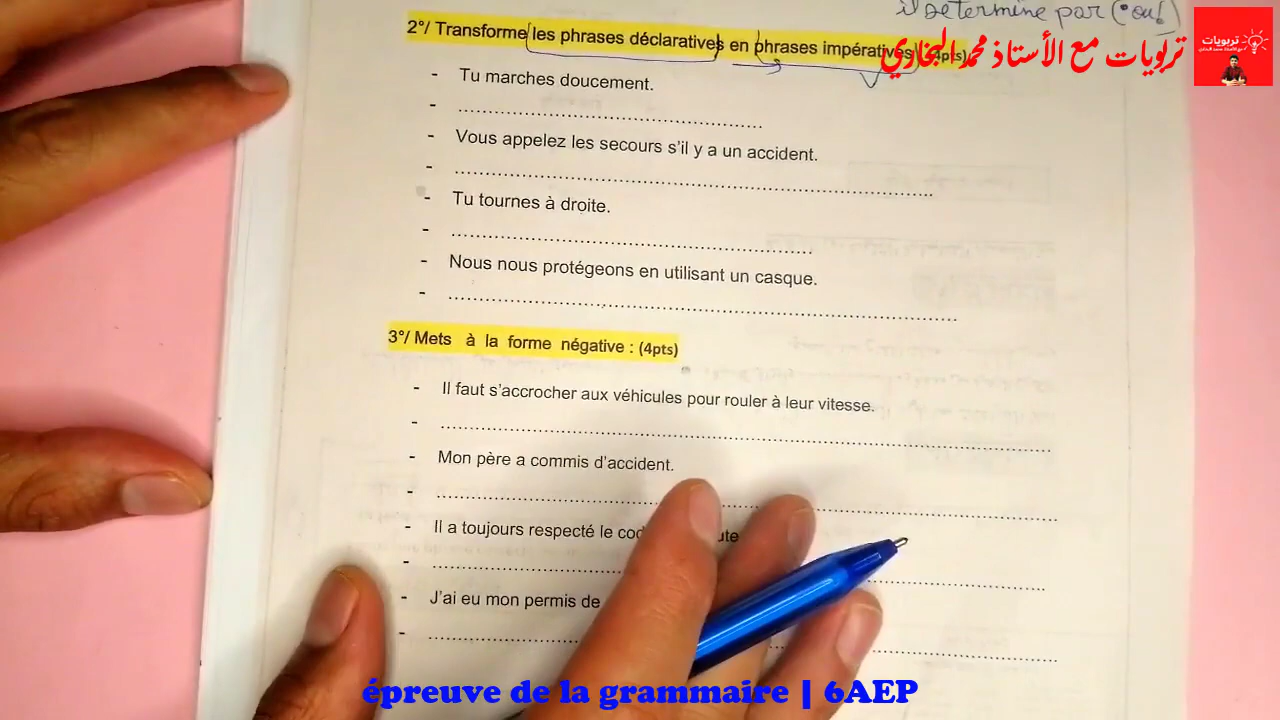 il détermine par (• ou !)
2°/ Transforme les phrases déclaratives en phrases impératives (4pts)
تربويات مع الأستاذ محمد البخاري
تربويات
- Tu marches doucement.
- ..................................................
- Vous appelez les secours s'il y a un accident.
- ..................................................
- Tu tournes à droite.
- ..................................................
- Nous nous protégeons en utilisant un casque.
- ..................................................
3°/ Mets à la forme négative : (4pts)
- Il faut s'accrocher aux véhicules pour rouler à leur vitesse.
- ..................................................
- Mon père a commis d'accident.
- ..................................................
- Il a toujours respecté le
- ..................................................
- J'ai eu mon permis de
- ..................................................
épreuve de la grammaire | 6AEP